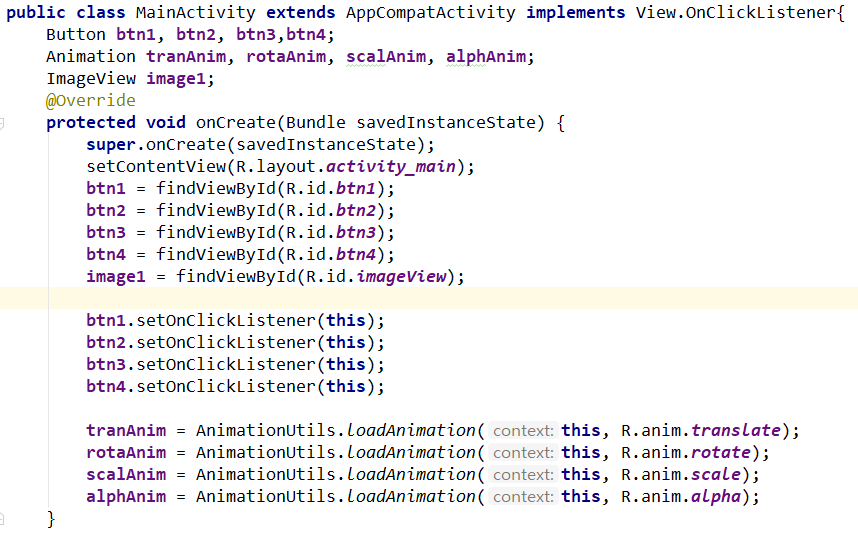 public class MainActivity extends AppCompatActivity implements View.OnClickListener{
Button btn1, btn2, btn3,btn4;
Animation tranAnim, rotaAnim, scalAnim, alphAnim;
ImageView image1;
@Override
protected void onCreate(Bundle savedInstanceState) {
super.onCreate(savedInstanceState);
setContentView(R.layout.activity_main);
btn1 = findViewById(R.id.btn1);
btn2 = findViewById(R.id.btn2);
btn3 = findViewById(R.id.btn3);
btn4 = findViewById(R.id.btn4);
image1 = findViewById(R.id.imageView);
btn1.setOnClickListener(this);
btn2.setOnClickListener(this);
btn3.setOnClickListener(this);
btn4.setOnClickListener(this);
tranAnim = AnimationUtils.loadAnimation( context: this, R.anim.translate);
rotaAnim = AnimationUtils.loadAnimation( context: this, R.anim.rotate);
scalAnim = AnimationUtils.loadAnimation( context: this, R.anim.scale);
alphAnim = AnimationUtils.loadAnimation( context: this, R.anim.alpha);
}